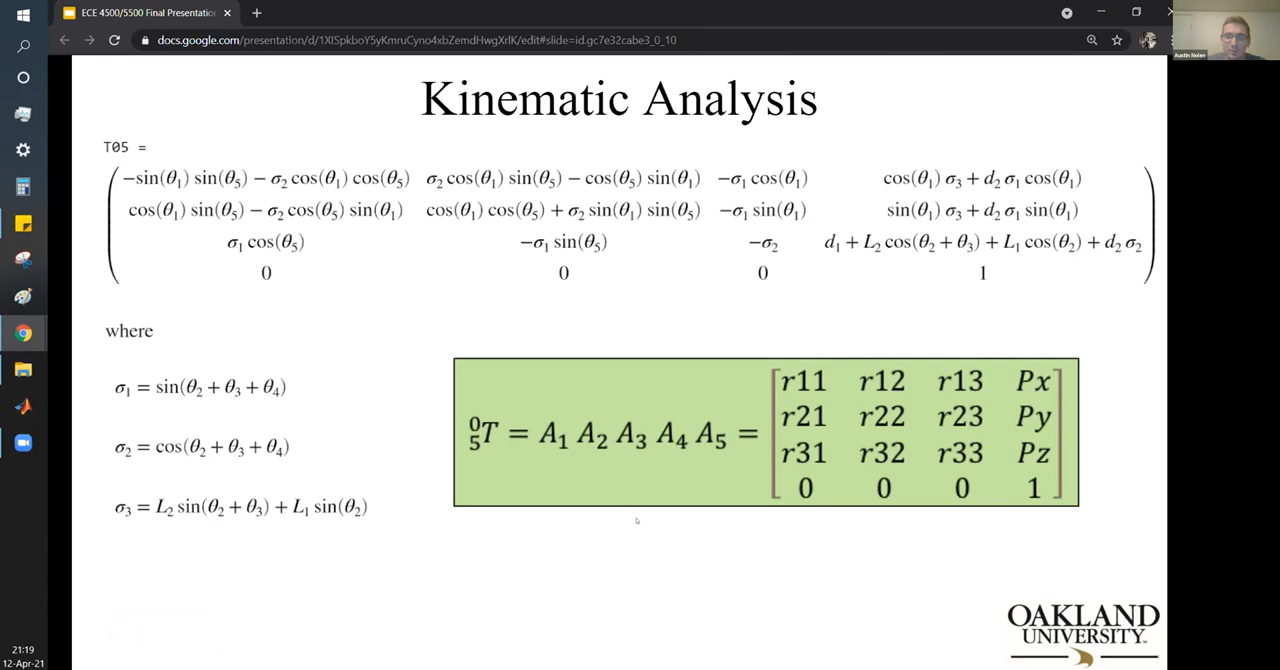 ECE 4500/5500 Final Presentatio
docs.google.com/presentation/d/1XISpkboY5yKmruCyno4xbZemdHwgXrlK/edit#slide=id.gc7e32cabe3_0_10
Austin Nolen
Kinematic Analysis
T05 =
−sin(θ₁) sin(θ₅) − σ₂ cos(θ₁) cos(θ₅) σ₂ cos(θ₁) sin(θ₅) − cos(θ₅) sin(θ₁) −σ₁ cos(θ₁) cos(θ₁) σ₃ + d₂ σ₁ cos(θ₁)
cos(θ₁) sin(θ₅) − σ₂ cos(θ₅) sin(θ₁) cos(θ₁) cos(θ₅) + σ₂ sin(θ₁) sin(θ₅) −σ₁ sin(θ₁) sin(θ₁) σ₃ + d₂ σ₁ sin(θ₁)
σ₁ cos(θ₅) −σ₁ sin(θ₅) −σ₂ d₁ + L₂ cos(θ₂ + θ₃) + L₁ cos(θ₂) + d₂ σ₂
0 0 0 1
where
σ₁ = sin(θ₂ + θ₃ + θ₄)
σ₂ = cos(θ₂ + θ₃ + θ₄)
σ₃ = L₂ sin(θ₂ + θ₃) + L₁ sin(θ₂)
⁰₅T = A₁ A₂ A₃ A₄ A₅ =
r11 r12 r13 Px
r21 r22 r23 Py
r31 r32 r33 Pz
0 0 0 1
OAKLAND
UNIVERSITY
21:19
12-Apr-21